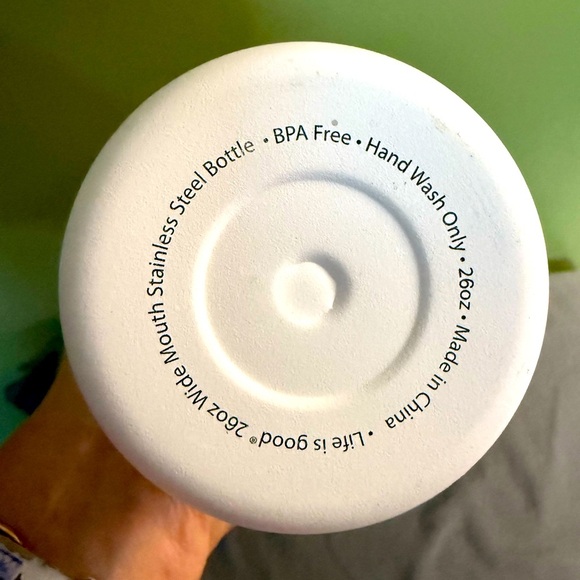 Life is good® 26oz Wide Mouth Stainless Steel Bottle • BPA Free • Hand Wash Only • 26oz • Made in China •